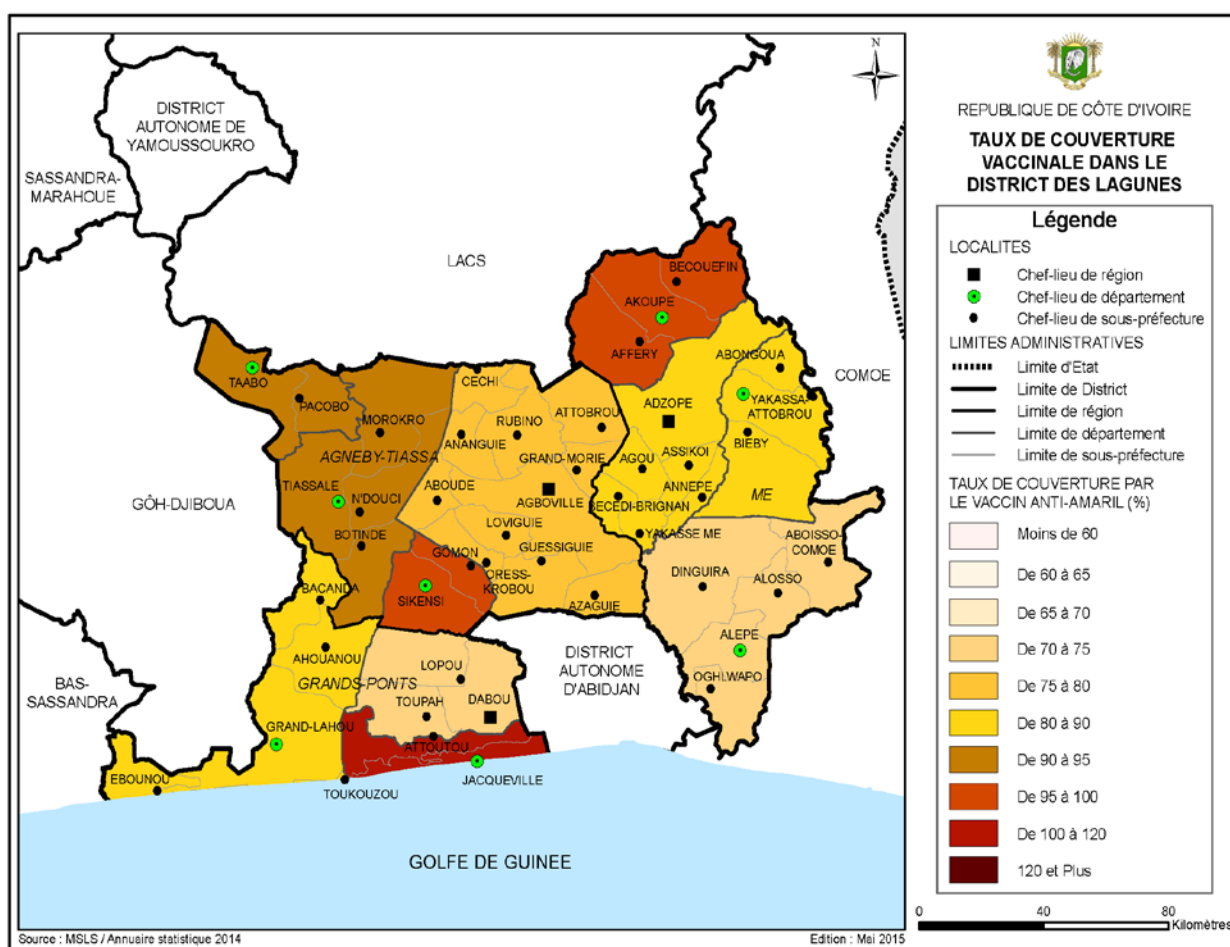 DISTRICT
AUTONOME DE
YAMOUSSOUKRO
SASSANDRA-
MARAHOUE
LACS
N
BECOUEFIN
AKOUPE
AFFERY
COMOE
ABONGOUA
TAABO
PACOBO
CECHI
ADZOPE
YAKASSA-
ATTOBROU
MOROKRO
RUBINO
ATTOBROU
ANANGUIE
BIEBY
AGNEBY-TIASSA
GRAND-MORIE
AGOU
ASSIKOI
GÔH-DJIBOUA
TIASSALE
N'DOUCI
ABOUDE
AGBOVILLE
ANNEPE
ME
BECEDI-BRIGNAN
BOTINDE
LOVIGUIE
YAKASSE ME
ABOISSO-
COMOE
GOMON
GUESSIGUIE
DINGUIRA
ORESS-
KROBOU
ALOSSO
BACANDA
SIKENSI
AZAGUIE
ALEPE
AHOUANOU
DISTRICT
AUTONOME
D'ABIDJAN
LOPOU
OGHLWAPO
BAS-
SASSANDRA
GRANDS-PONTS
TOUPAH
DABOU
GRAND-LAHOU
ATTOUTOU
EBOUNOU
TOUKOUZOU
JACQUEVILLE
GOLFE DE GUINEE
Source : MSLS / Annuaire statistique 2014
Edition : Mai 2015
REPUBLIQUE DE CÔTE D'IVOIRE
TAUX DE COUVERTURE
VACCINALE DANS LE
DISTRICT DES LAGUNES
Légende
LOCALITES
Chef-lieu de région
Chef-lieu de département
Chef-lieu de sous-préfecture
LIMITES ADMINISTRATIVES
Limite d'Etat
Limite de District
Limite de région
Limite de département
Limite de sous-préfecture
TAUX DE COUVERTURE PAR
LE VACCIN ANTI-AMARIL (%)
Moins de 60
De 60 à 65
De 65 à 70
De 70 à 75
De 75 à 80
De 80 à 90
De 90 à 95
De 95 à 100
De 100 à 120
120 et Plus
0 40 80
Kilomètres